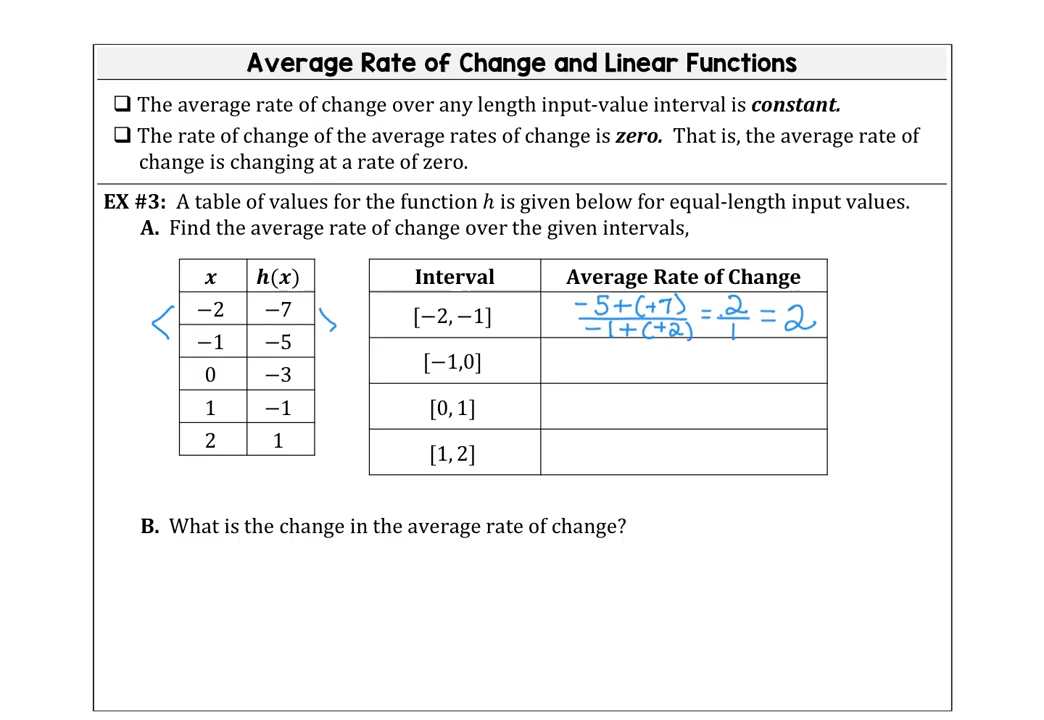 Average Rate of Change and Linear Functions
❑ The average rate of change over any length input-value interval is constant.
❑ The rate of change of the average rates of change is zero. That is, the average rate of
change is changing at a rate of zero.
EX #3: A table of values for the function h is given below for equal-length input values.
A. Find the average rate of change over the given intervals,
x h(x)
−2 −7
−1 −5
0 −3
1 −1
2 1
Interval Average Rate of Change
[−2, −1] (-5+(+7))/(-1+(+2)) = 2/1 = 2
[−1,0]
[0, 1]
[1, 2]
B. What is the change in the average rate of change?